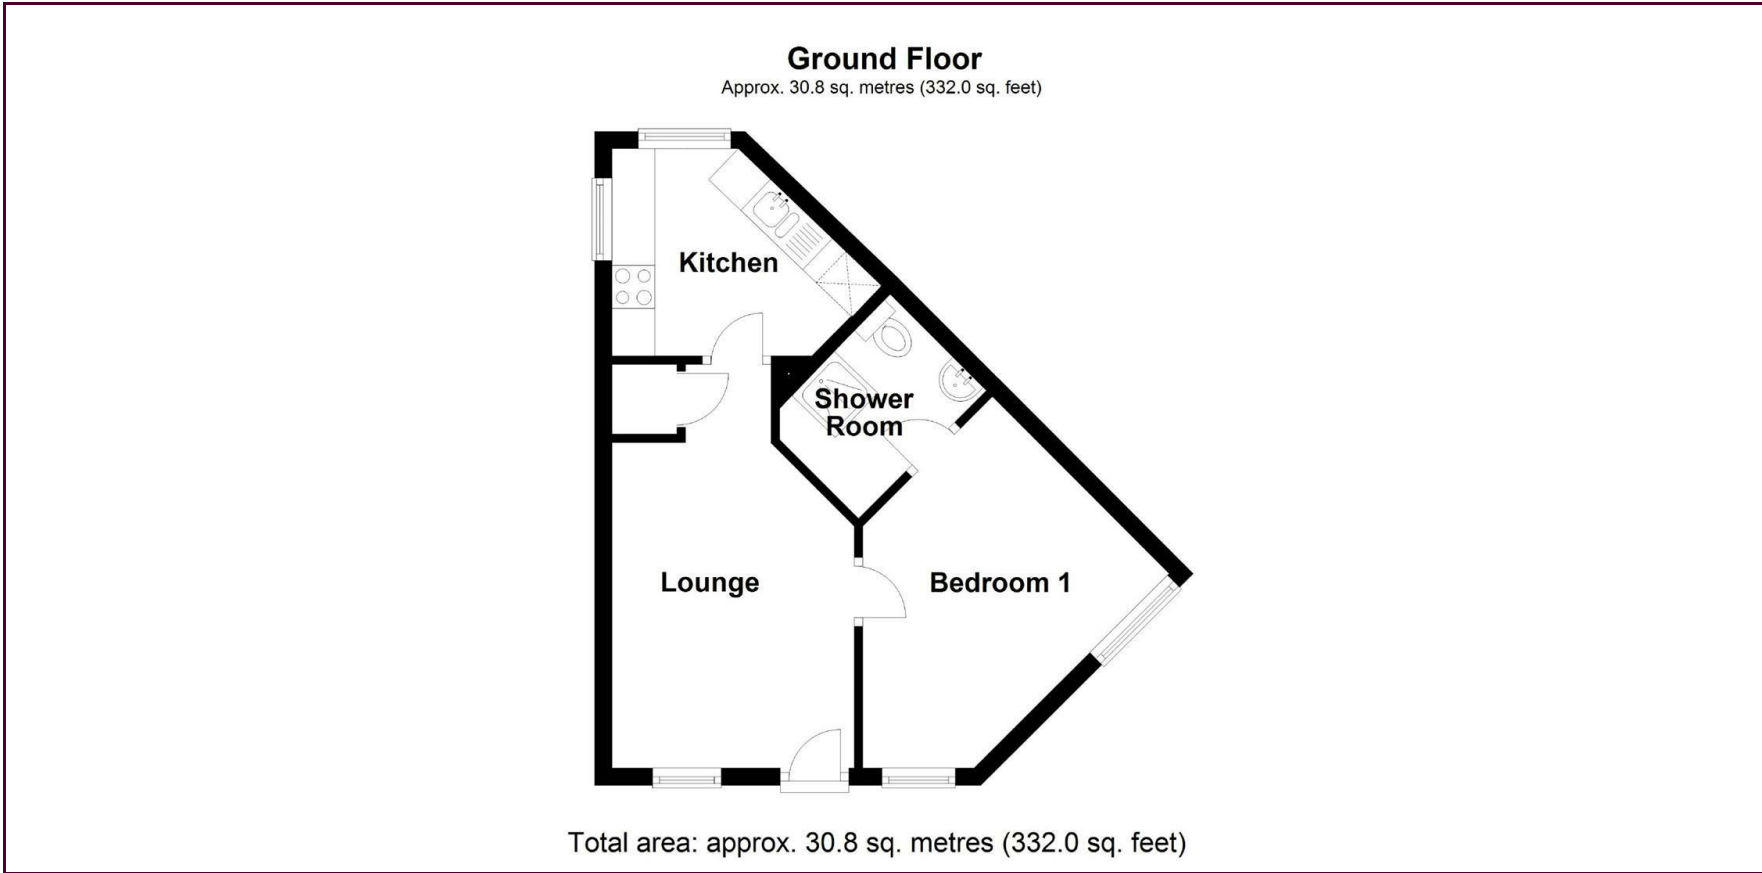 Ground Floor
Approx. 30.8 sq. metres (332.0 sq. feet)
Kitchen
Shower
Room
Lounge
Bedroom 1
Total area: approx. 30.8 sq. metres (332.0 sq. feet)